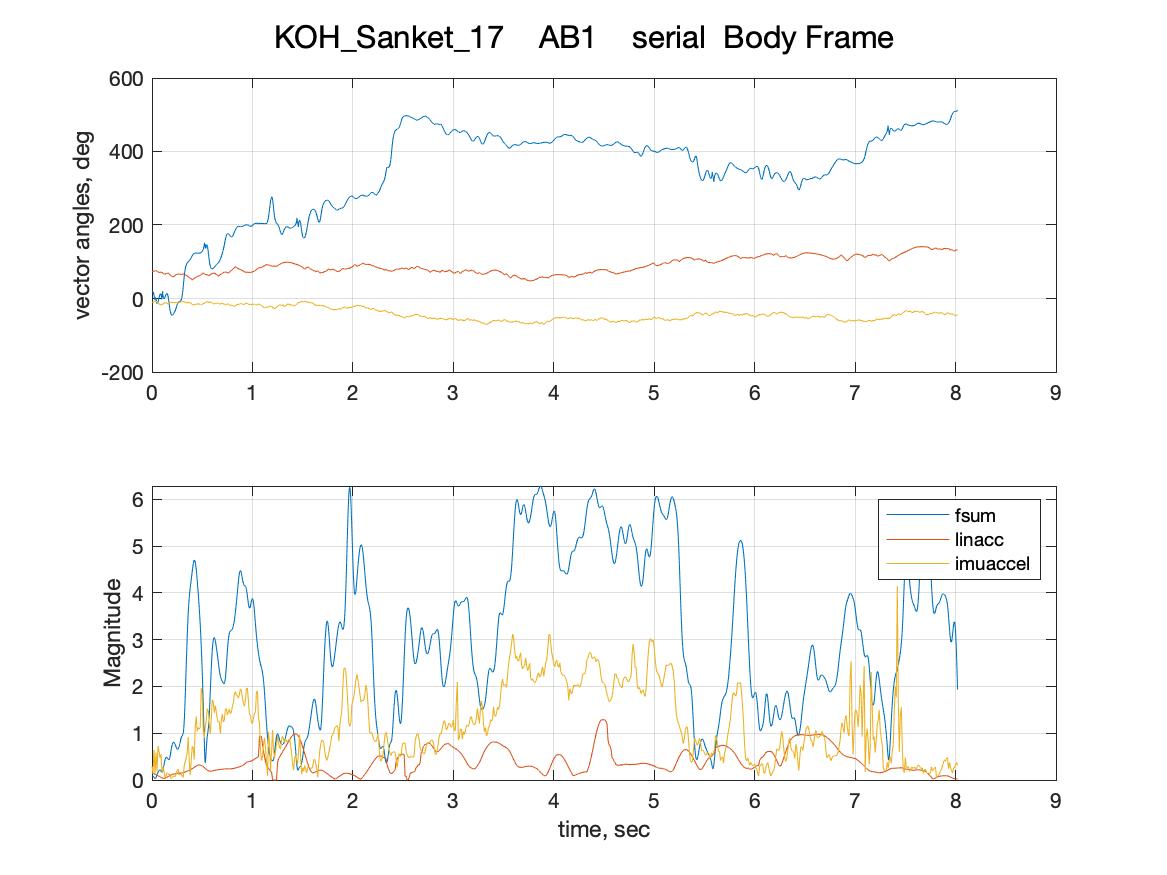 KOH_Sanket_17 AB1 serial Body Frame
600
400
200
0
-200
vector angles, deg
0 1 2 3 4 5 6 7 8 9
6
5
4
3
2
1
0
Magnitude
fsum
linacc
imuaccel
0 1 2 3 4 5 6 7 8 9
time, sec